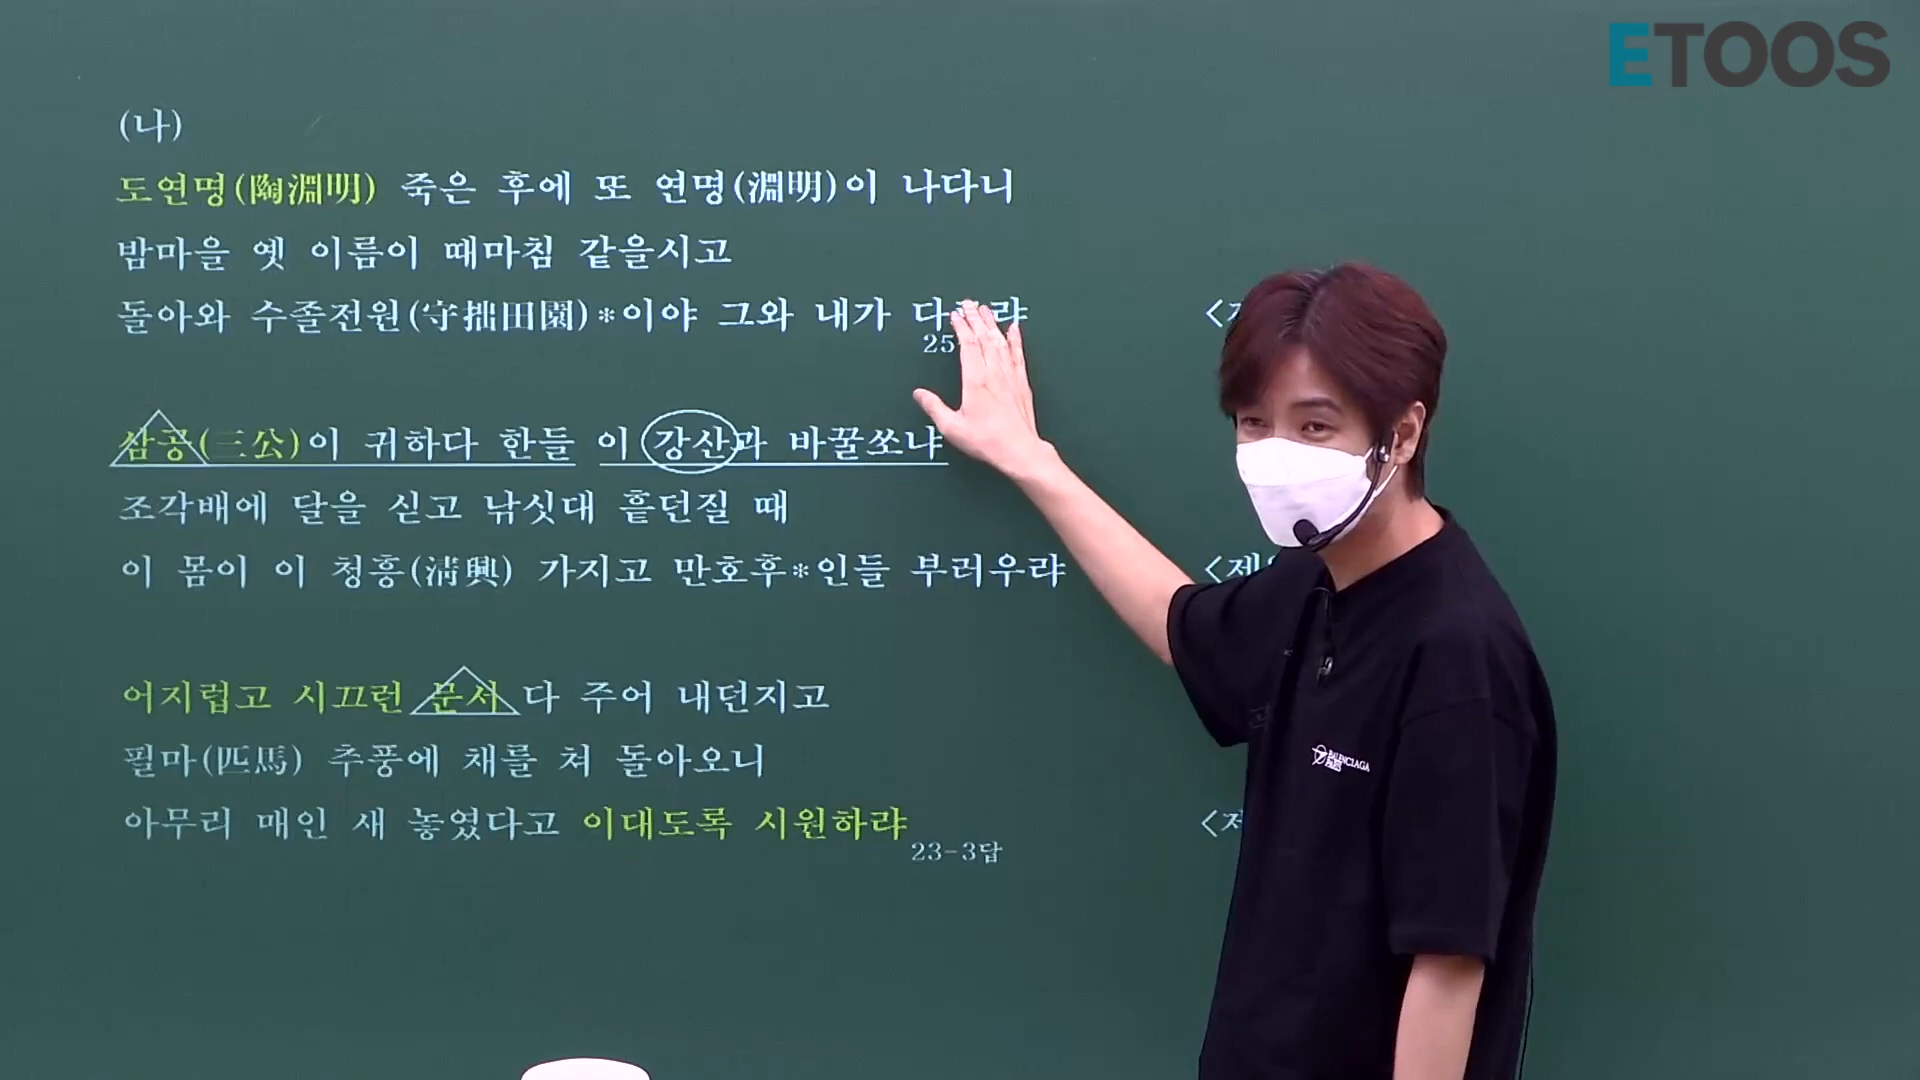 ETOOS
(나)
도연명(陶淵明) 죽은 후에 또 연명(淵明)이 나다니
밤마을 옛 이름이 때마침 같을시고
돌아와 수졸전원(守拙田園)*이야 그와 내가
25
삼공(三公)이 귀하다 한들 이 강산과 바꿀쏘냐
조각배에 달을 싣고 낚싯대 흩던질 때
이 몸이 이 청흥(淸興) 가지고 만호후*인들 부러우랴
어지럽고 시끄런 문서 다 주어 내던지고
필마(匹馬) 추풍에 채를 쳐 돌아오니
아무리 매인 새 놓였다고 이대도록 시원하랴
23-3답
BALENCIAGA
PARIS